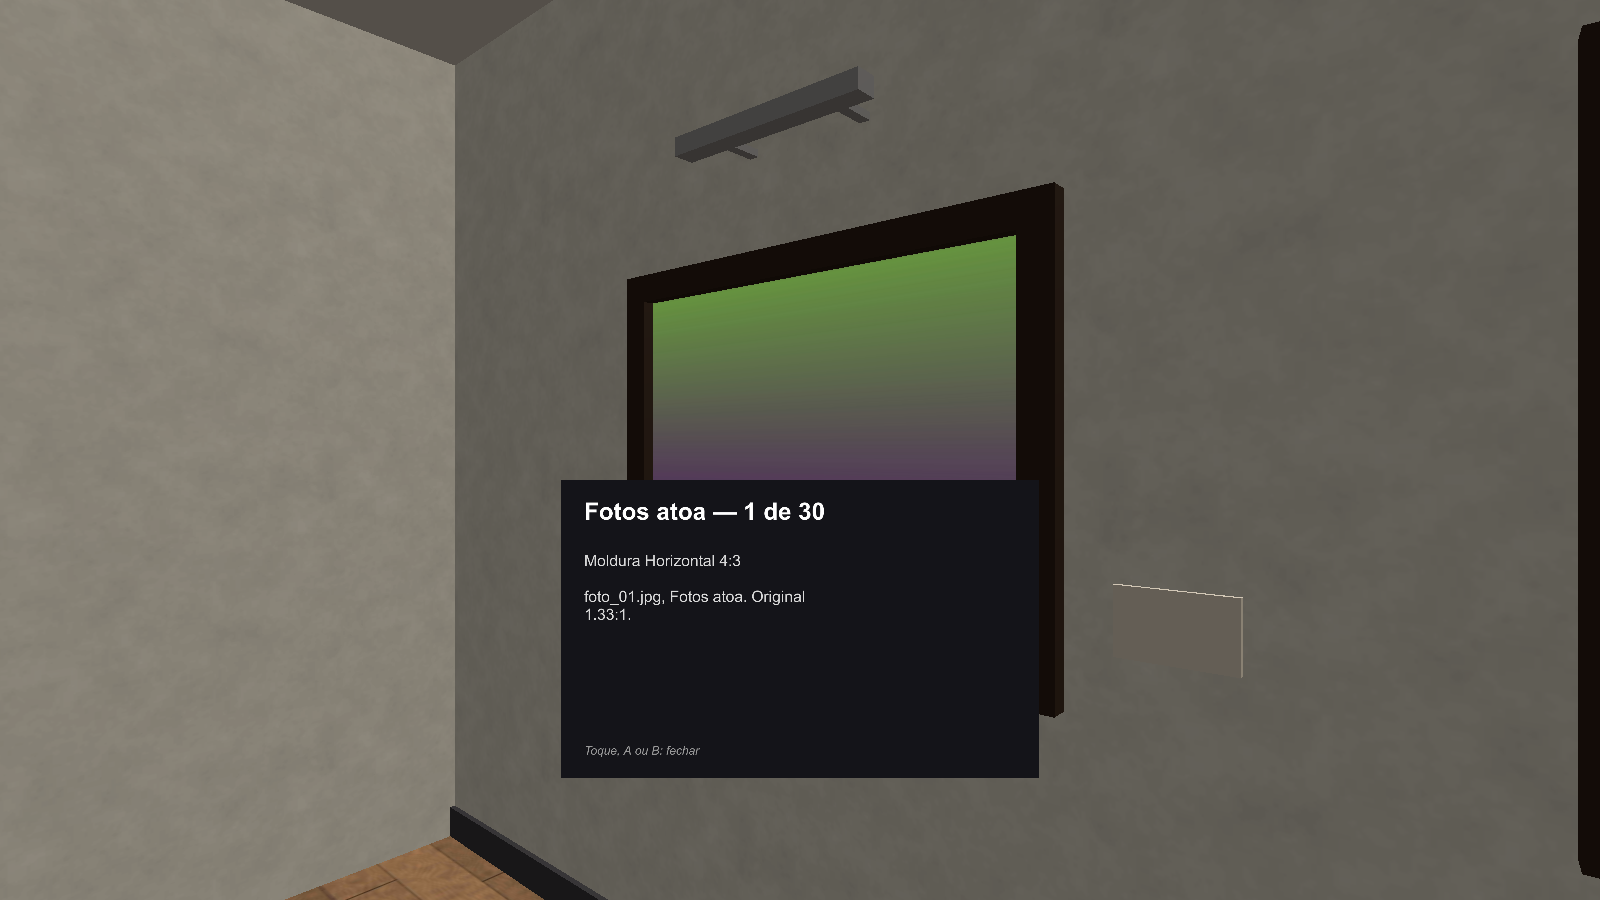 Fotos atoa — 1 de 30
Moldura Horizontal 4:3
foto_01.jpg, Fotos atoa. Original
1.33:1.
Toque, A ou B: fechar